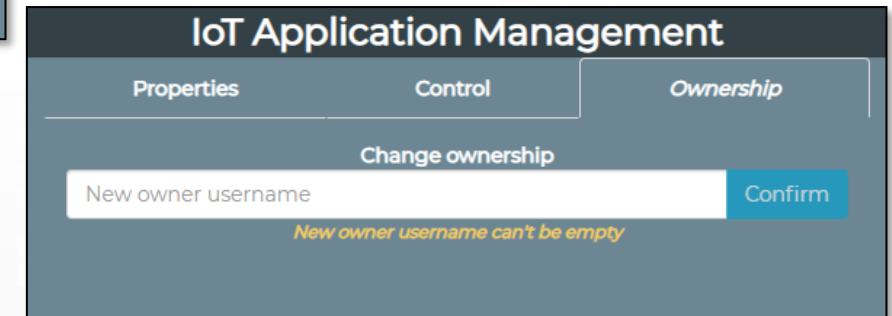 IoT Application Management
Properties Control Ownership
Change ownership
New owner username Confirm
New owner username can't be empty